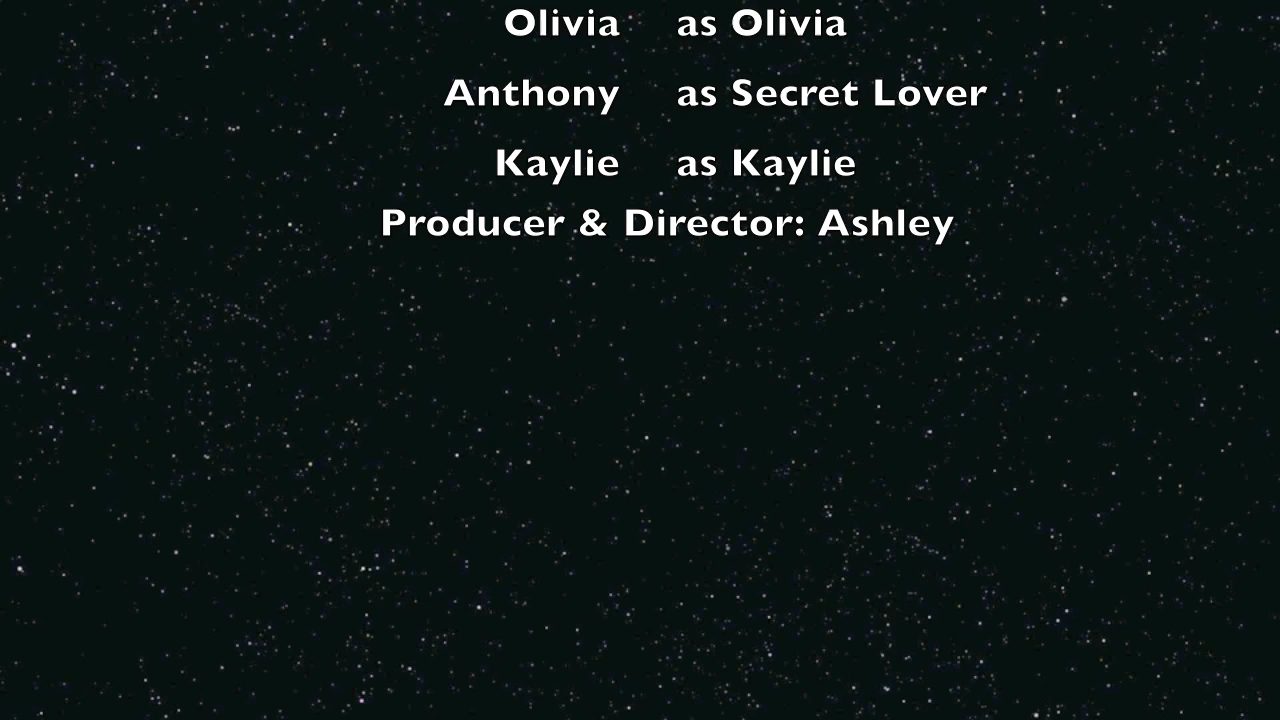 Olivia as Olivia
Anthony as Secret Lover
Kaylie as Kaylie
Producer & Director: Ashley